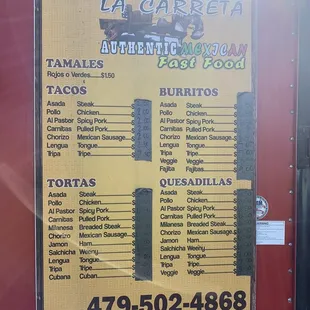 LA CARRETA
AUTHENTIC MEXICAN
Fast Food
TAMALES
Rojos o Verdes......$1.50
TACOS
Asada Steak
Pollo Chicken
Al Pastor Spicy Pork
Carnitas Pulled Pork
Chorizo Mexican Sausage
Lengua Tongue
Tripa Tripe
BURRITOS
Asada Steak
Pollo Chicken
Al Pastor Spicy Pork
Carnitas Pulled Pork
Chorizo Mexican Sausage
Lengua Tongue
Tripa Tripe
Veggie Veggie
Fajita Fajitas
TORTAS
Asada Steak
Pollo Chicken
Al Pastor Spicy Pork
Carnitas Pulled Pork
Milanesa Breaded Steak
Chorizo Mexican Sausage
Jamon Ham
Salchicha Weeny
Lengua Tongue
Tripa Tripe
Cubana Cuban
QUESADILLAS
Asada Steak
Pollo Chicken
Al Pastor Spicy Pork
Carnitas Pulled Pork
Milanesa Breaded Steak
Chorizo Mexican Sausage
Jamon Ham
Salchicha Weeny
Lengua Tongue
Tripa Tripe
Veggie Veggie
479-502-4868